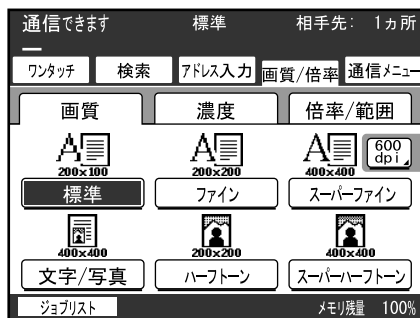 通信できます 標準 相手先: 1ヵ所
ワンタッチ 検索 アドレス入力 画質/倍率 通信メニュー
画質 濃度 倍率/範囲
A A A 600
dpi
200×100 200×200 400×400
標準 ファイン スーパーファイン
400×400 200×200 400×400
文字/写真 ハーフトーン スーパーハーフトーン
ジョブリスト メモリ残量 100%